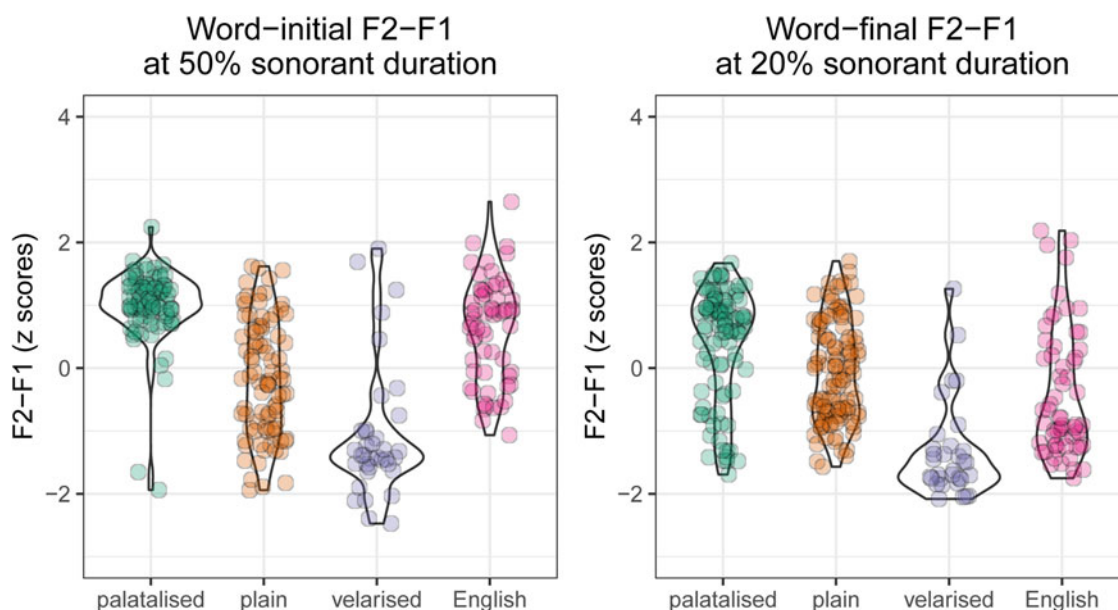 Word−initial F2−F1
at 50% sonorant duration
F2−F1 (z scores)
4
2
0
−2
palatalised plain velarised English
Word−final F2−F1
at 20% sonorant duration
F2−F1 (z scores)
4
2
0
−2
palatalised plain velarised English